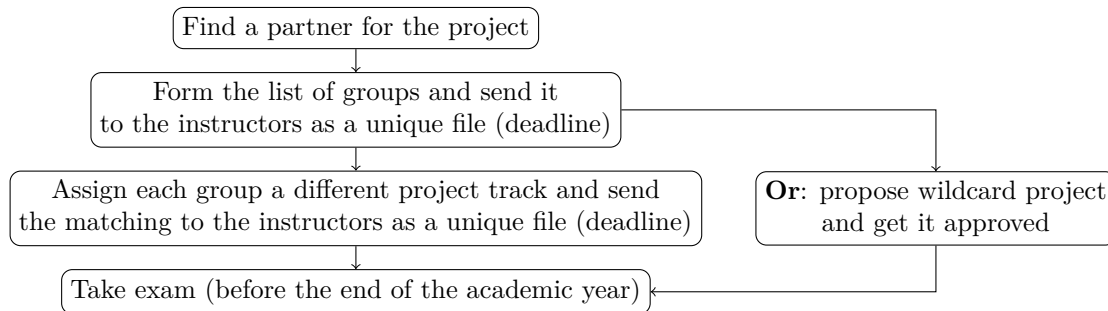 Find a partner for the project
Form the list of groups and send it
to the instructors as a unique file (deadline)
Assign each group a different project track and send
the matching to the instructors as a unique file (deadline)
Or: propose wildcard project
and get it approved
Take exam (before the end of the academic year)